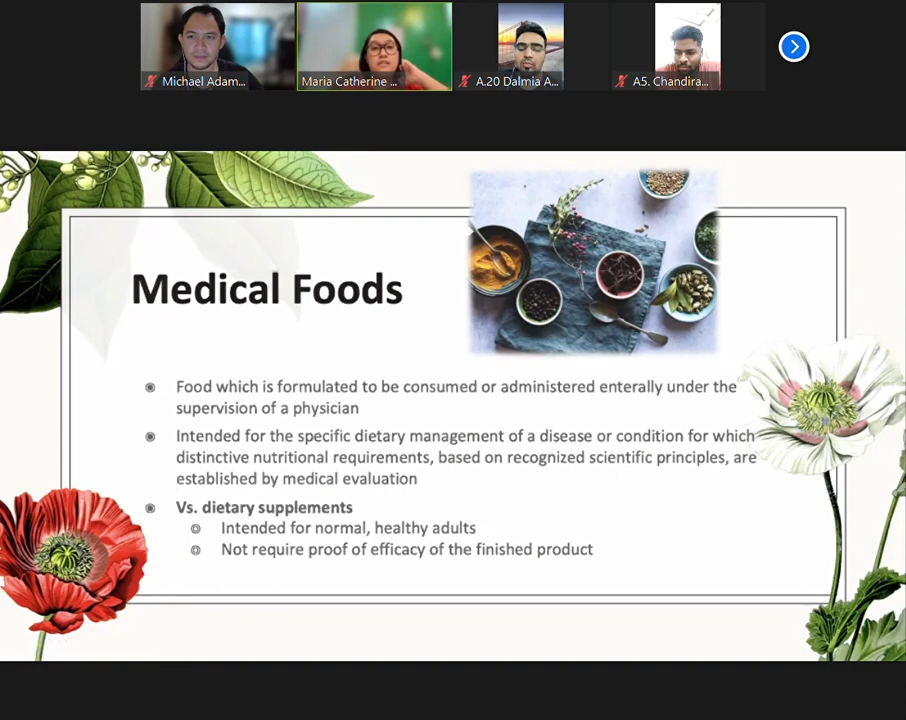 Michael Adam...
Maria Catherine ...
A.20 Dalmia A...
A5. Chandira...
Medical Foods
Food which is formulated to be consumed or administered enterally under the
supervision of a physician
Intended for the specific dietary management of a disease or condition for which
distinctive nutritional requirements, based on recognized scientific principles, are
established by medical evaluation
Vs. dietary supplements
Intended for normal, healthy adults
Not require proof of efficacy of the finished product